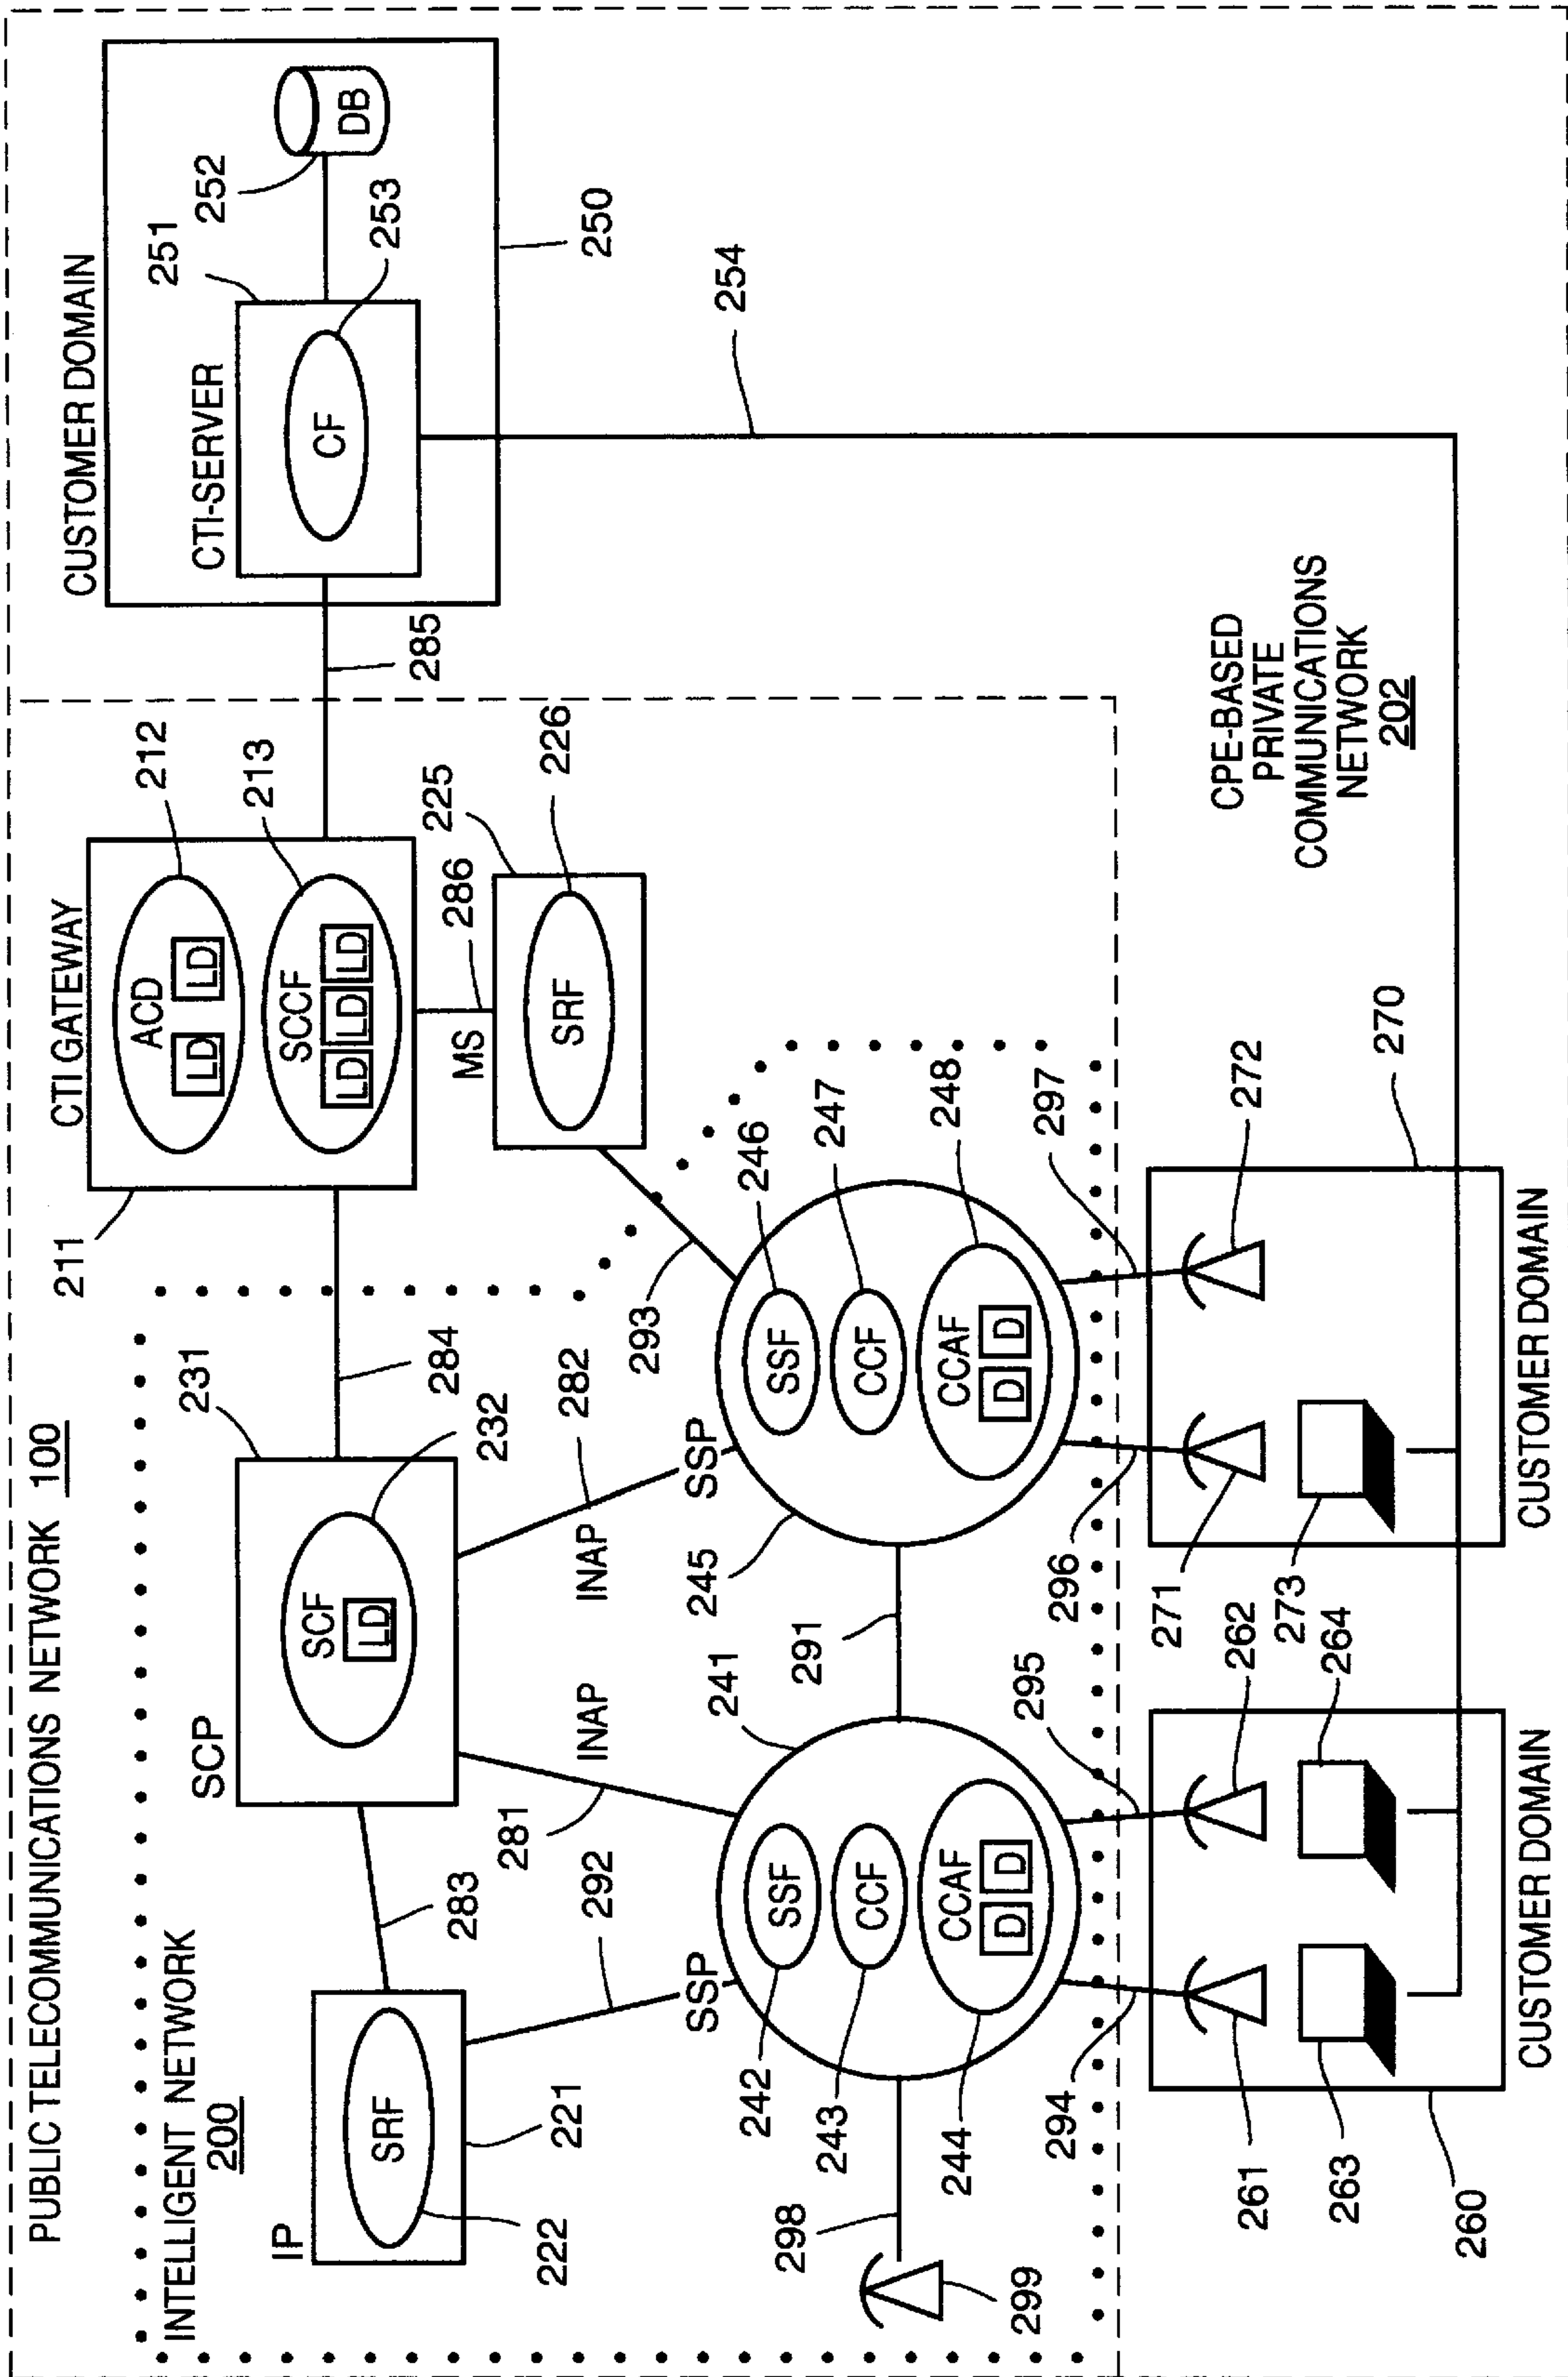 PUBLIC TELECOMMUNICATIONS NETWORK 100
INTELLIGENT NETWORK
200
IP
SRF
222
221
283
292
SCP
SCF
LD
231
232
284
281
INAP
INAP
282
211
CTI GATEWAY
ACD
LD
LD
212
SCCF
LD
LD
LD
213
MS
286
225
SRF
226
293
285
CUSTOMER DOMAIN
CTI-SERVER
251
CF
253
252
DB
250
254
SSP
241
SSF
242
CCF
243
CCAF
D
D
244
291
SSP
245
SSF
246
CCF
247
CCAF
D
D
248
298
299
294
295
296
297
261
262
263
264
260
CUSTOMER DOMAIN
271
272
273
270
CUSTOMER DOMAIN
CPE-BASED
PRIVATE
COMMUNICATIONS
NETWORK
202